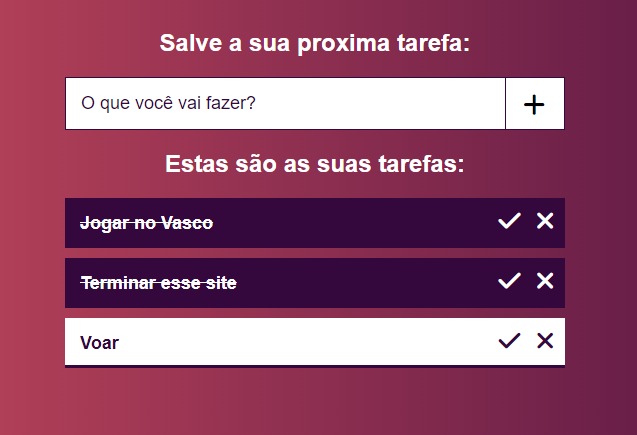 Salve a sua proxima tarefa:
O que você vai fazer?
Estas são as suas tarefas:
Jogar no Vasco
Terminar esse site
Voar